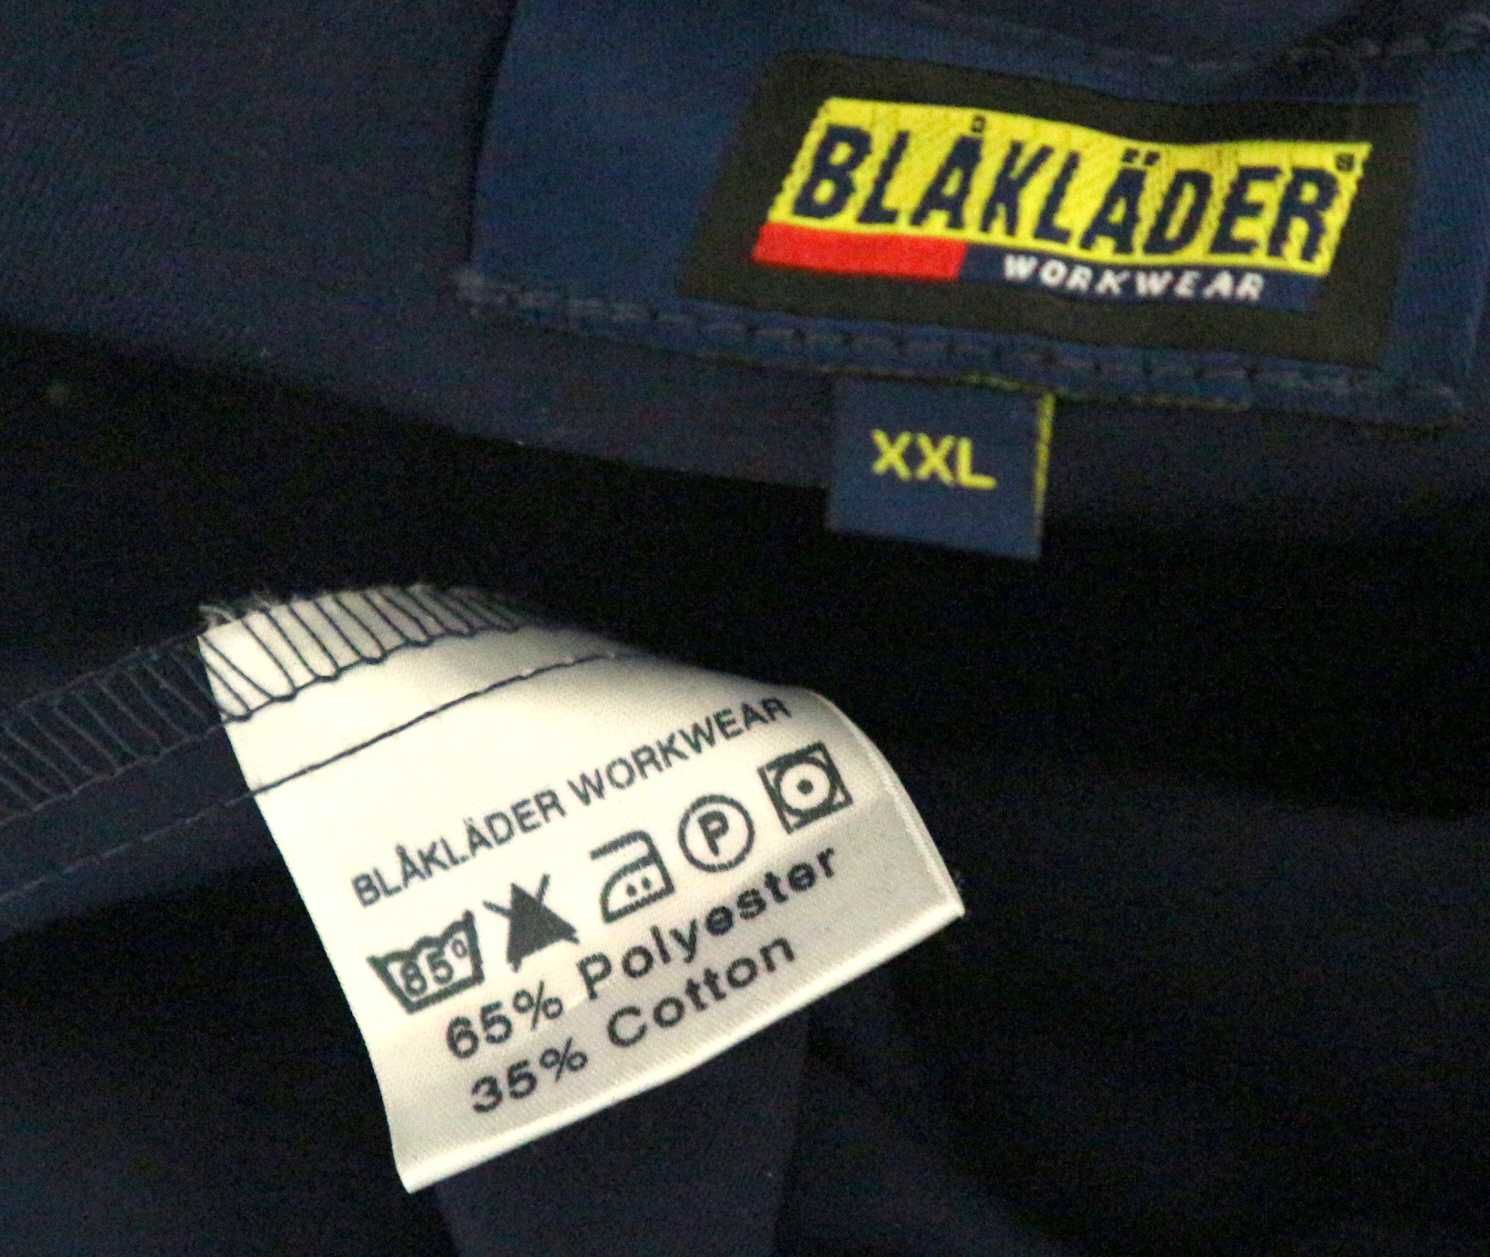 BLÅKLÄDER®
WORKWEAR
XXL
BLÅKLÄDER WORKWEAR
85°
P
65% Polyester
35% Cotton